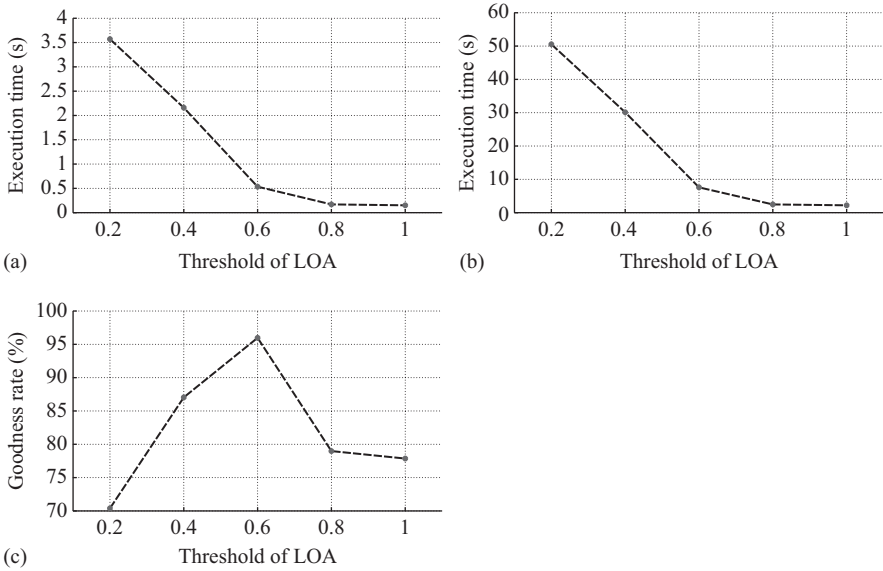 4
3.5
3
2.5
2
1.5
1
0.5
0
Execution time (s)
0.2 0.4 0.6 0.8 1
Threshold of LOA
(a)
60
50
40
30
20
10
0
Execution time (s)
0.2 0.4 0.6 0.8 1
Threshold of LOA
(b)
100
95
90
85
80
75
70
Goodness rate (%)
0.2 0.4 0.6 0.8 1
Threshold of LOA
(c)